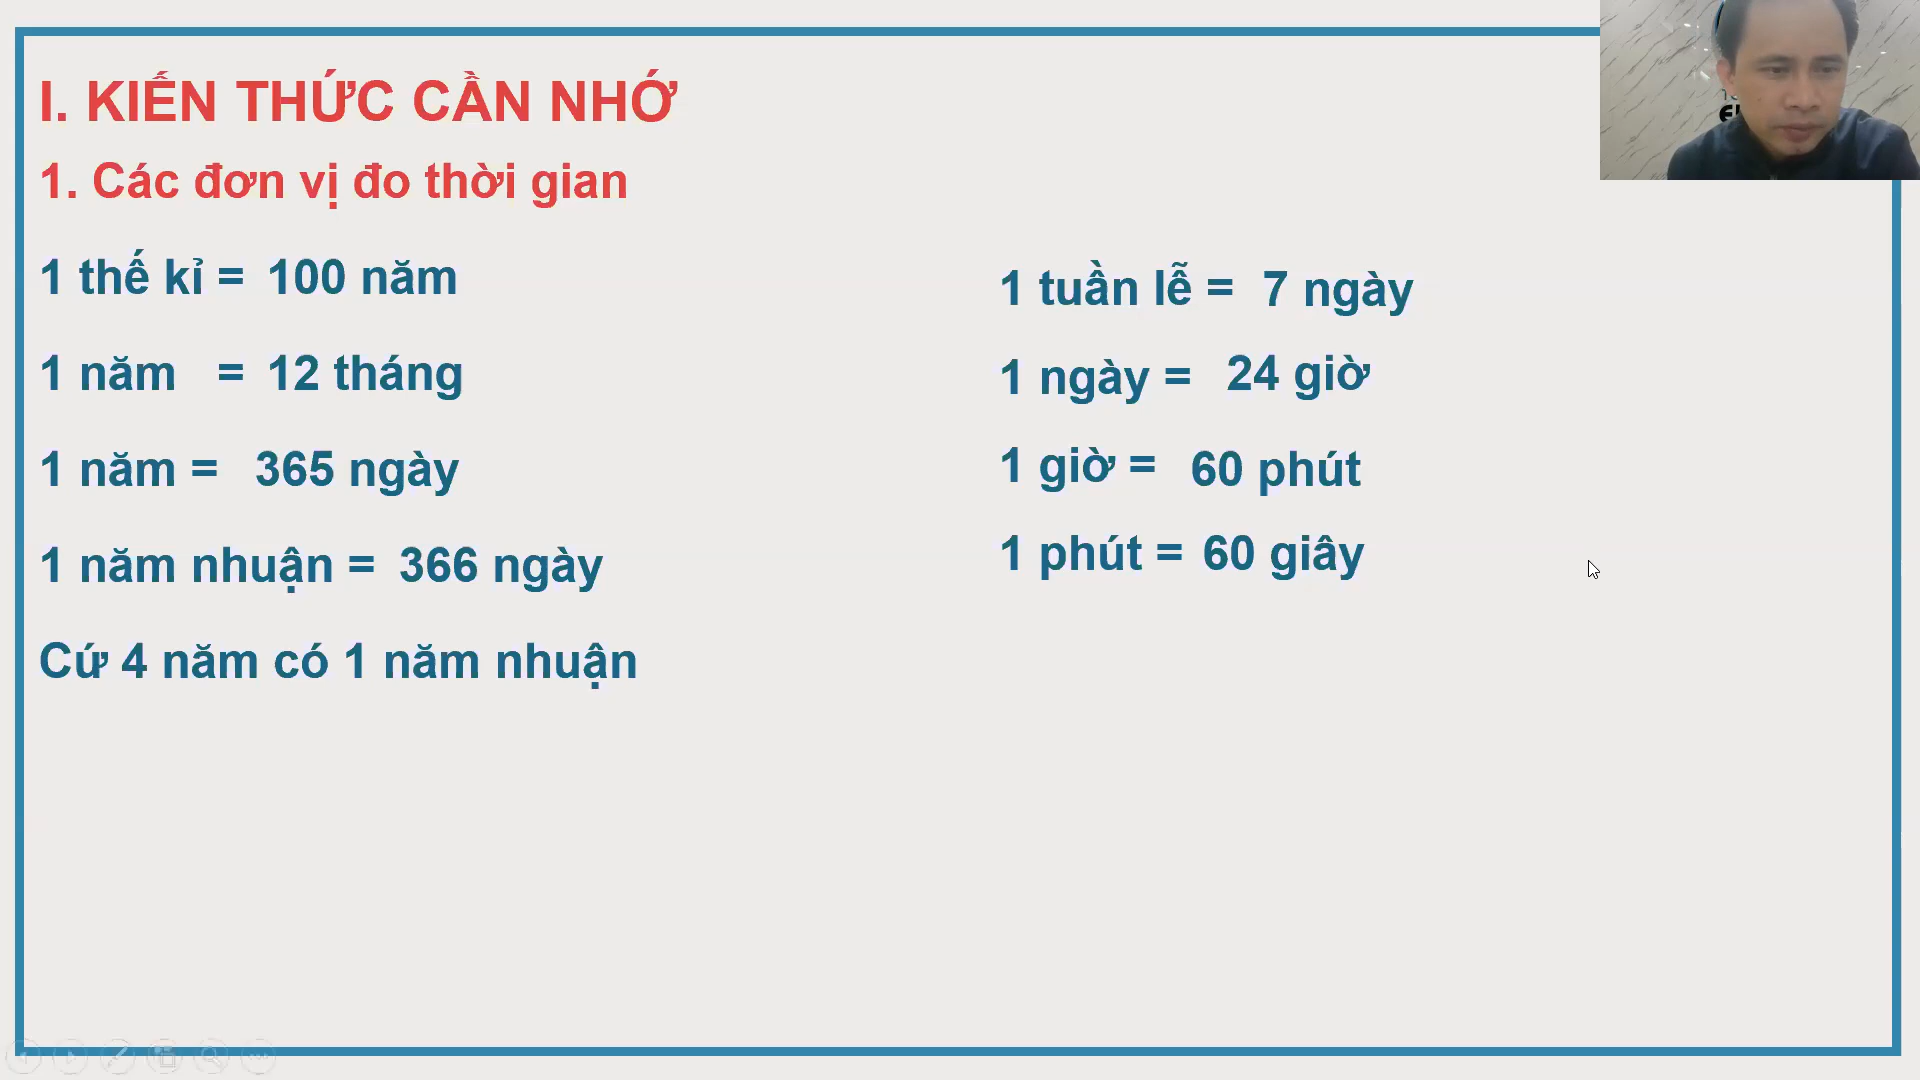 I. KIẾN THỨC CẦN NHỚ
1. Các đơn vị đo thời gian
1 thế kỉ = 100 năm
1 năm = 12 tháng
1 năm = 365 ngày
1 năm nhuận = 366 ngày
Cứ 4 năm có 1 năm nhuận
1 tuần lễ = 7 ngày
1 ngày = 24 giờ
1 giờ = 60 phút
1 phút = 60 giây